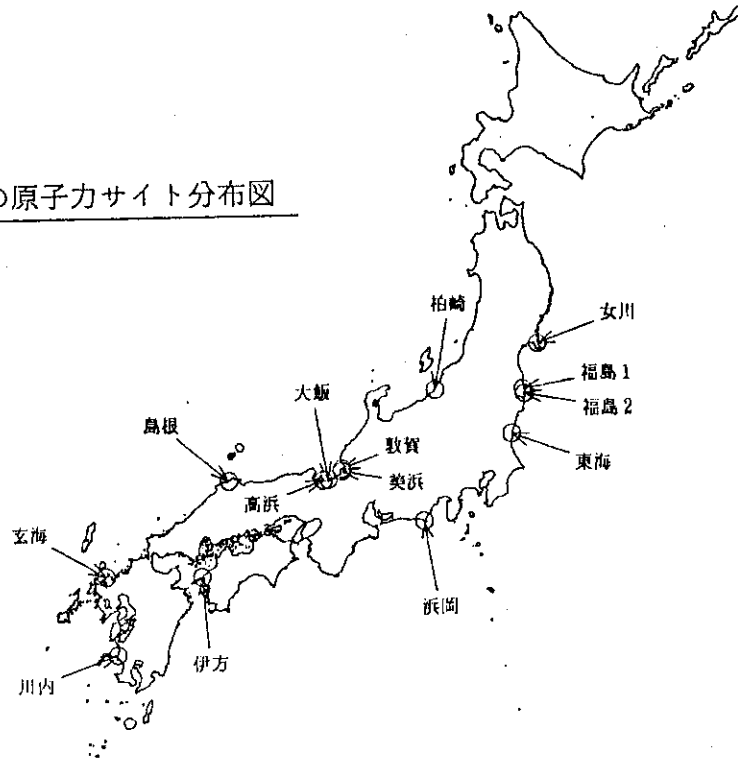 の原子力サイト分布図
柏崎
女川
福島1
福島2
大飯
島根
敦賀
東海
美浜
高浜
玄海
浜岡
伊方
川内